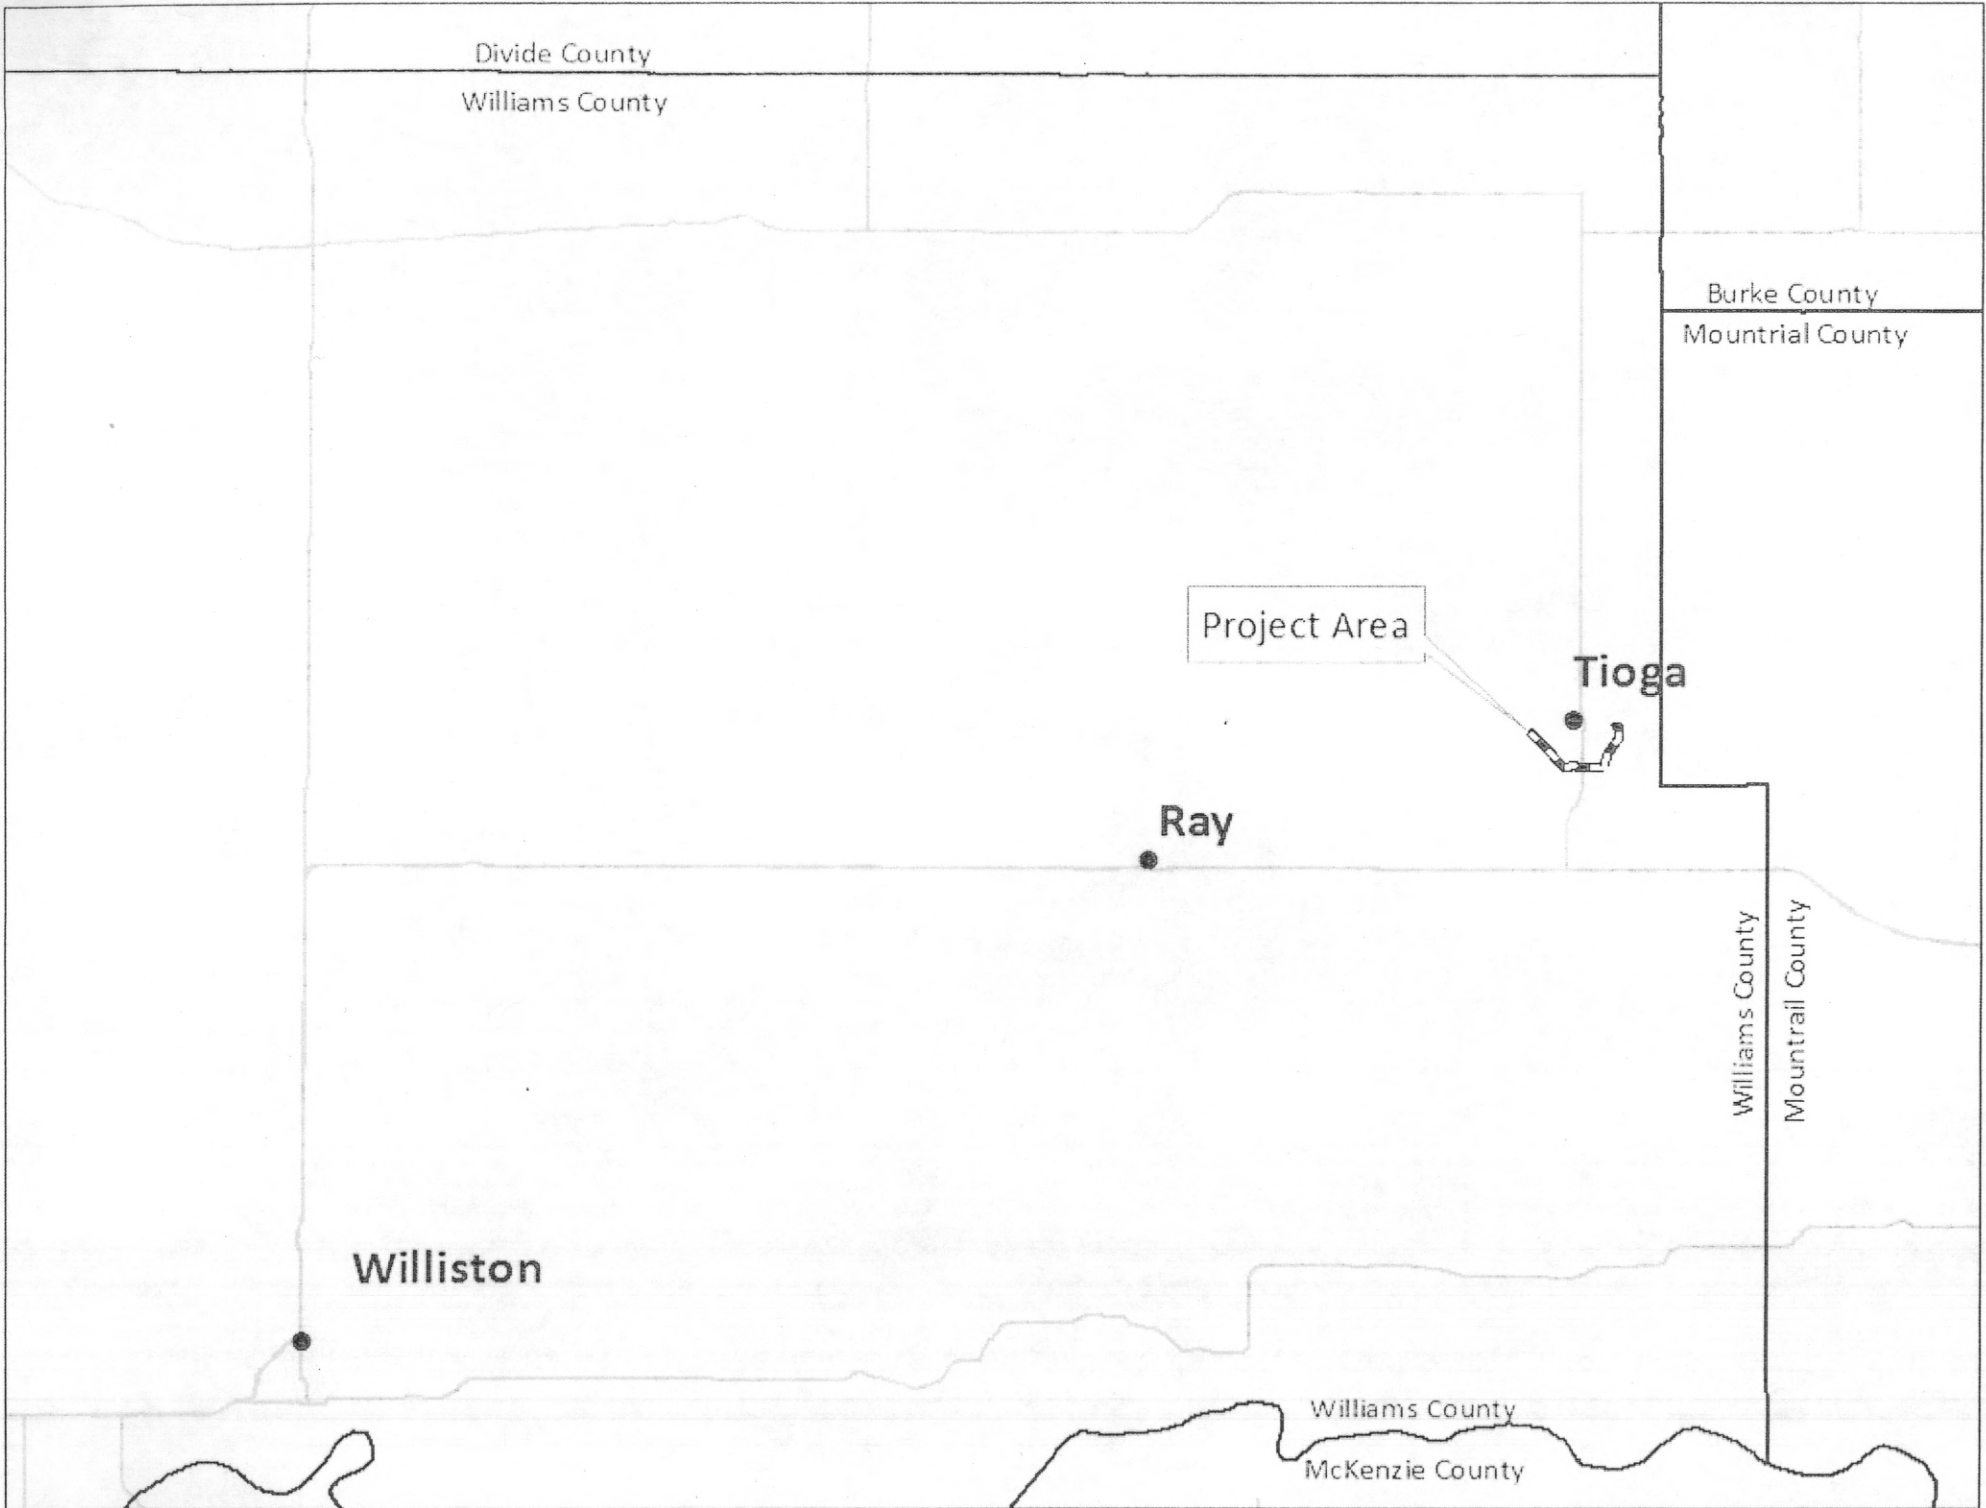 Divide County
Williams County
Burke County
Mountrial County
Project Area
Tioga
Ray
Williams County
Mountrail County
Williston
Williams County
McKenzie County